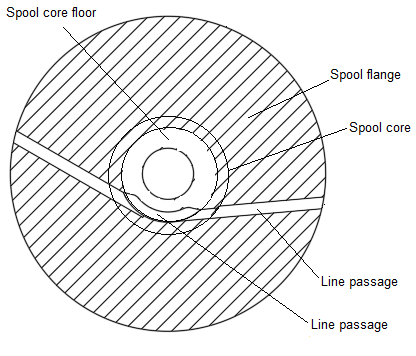 Spool core floor
Spool flange
Spool core
Line passage
Line passage